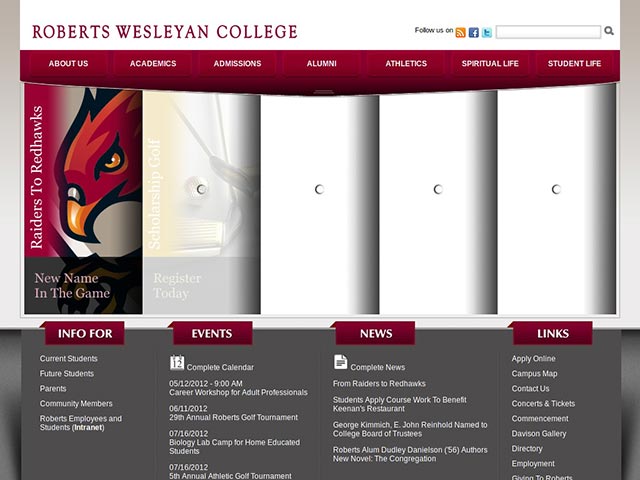 ROBERTS WESLEYAN COLLEGE
Follow us on
ABOUT US
ACADEMICS
ADMISSIONS
ALUMNI
ATHLETICS
SPIRITUAL LIFE
STUDENT LIFE
Raiders To Redhawks
New Name
In The Game
Scholarship Golf
Register
Today
INFO FOR
Current Students
Future Students
Parents
Community Members
Roberts Employees and
Students (Intranet)
EVENTS
12
Complete Calendar
05/12/2012 - 9:00 AM
Career Workshop for Adult Professionals
06/11/2012
29th Annual Roberts Golf Tournament
07/16/2012
Biology Lab Camp for Home Educated
Students
07/16/2012
5th Annual Athletic Golf Tournament
NEWS
Complete News
From Raiders to Redhawks
Students Apply Course Work To Benefit
Keenan's Restaurant
George Kimmich, E. John Reinhold Named to
College Board of Trustees
Roberts Alum Dudley Danielson ('56) Authors
New Novel: The Congregation
LINKS
Apply Online
Campus Map
Contact Us
Concerts & Tickets
Commencement
Davison Gallery
Directory
Employment
Giving To Roberts